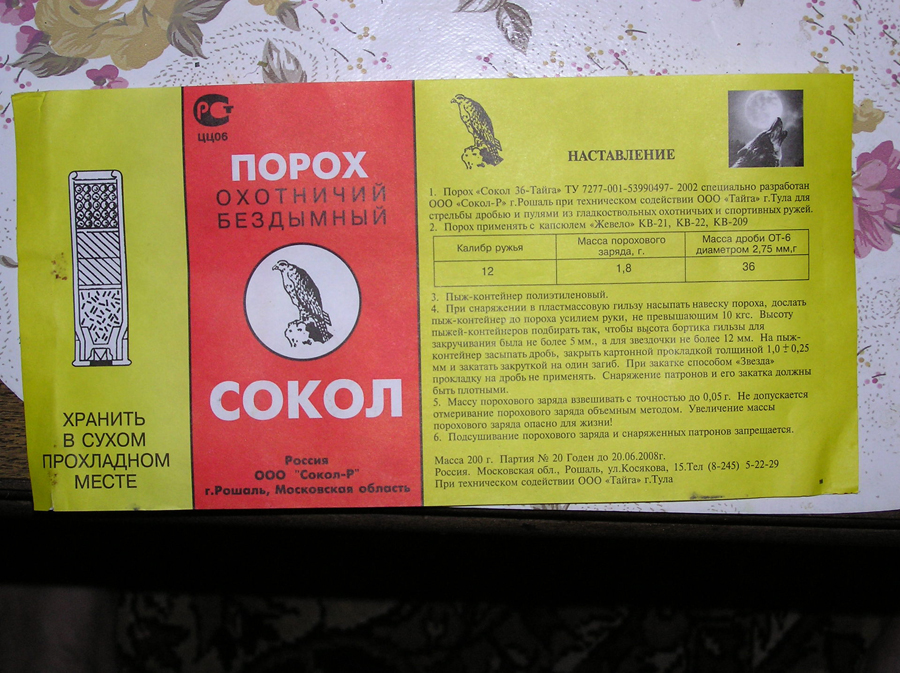 ХРАНИТЬ
В СУХОМ
ПРОХЛАДНОМ
МЕСТЕ
РСТ
ЦЦ06
ПОРОХ
ОХОТНИЧИЙ
БЕЗДЫМНЫЙ
СОКОЛ
Россия
ООО "Сокол-Р"
г.Рошаль, Московская область
НАСТАВЛЕНИЕ
1. Порох «Сокол 36-Тайга» ТУ 7277-001-53990497- 2002 специально разработан
ООО «Сокол-Р» г.Рошаль при техническом содействии ООО «Тайга» г.Тула для
стрельбы дробью и пулями из гладкоствольных охотничьих и спортивных ружей.
2. Порох применять с капсюлем «Жевело» КВ-21, КВ-22, КВ-209
Калибр ружья Масса порохового заряда, г. Масса дроби ОТ-6 диаметром 2,75 мм,г
12 1,8 36
3. Пыж-контейнер полиэтиленовый.
4. При снаряжении в пластмассовую гильзу насыпать навеску пороха, дослать
пыж-контейнер до пороха усилием руки, не превышающим 10 кгс. Высоту
пыжей-контейнеров подбирать так, чтобы высота бортика гильзы для
закручивания была не более 5 мм., а для звездочки не более 12 мм. На пыж-
контейнер засыпать дробь, закрыть картонной прокладкой толщиной 1,0 ± 0,25
мм и закатать закруткой на один загиб. При закатке способом «Звезда»
прокладку на дробь не применять. Снаряжение патронов и его закатка должны
быть плотными.
5. Массу порохового заряда взвешивать с точностью до 0,05 г. Не допускается
отмеривание порохового заряда объемным методом. Увеличение массы
порохового заряда опасно для жизни!
6. Подсушивание порохового заряда и снаряженных патронов запрещается.
Масса 200 г. Партия № 20 Годен до 20.06.2008г.
Россия. Московская обл., Рошаль, ул.Косякова, 15.Тел (8-245) 5-22-29
При техническом содействии ООО «Тайга» г.Тула